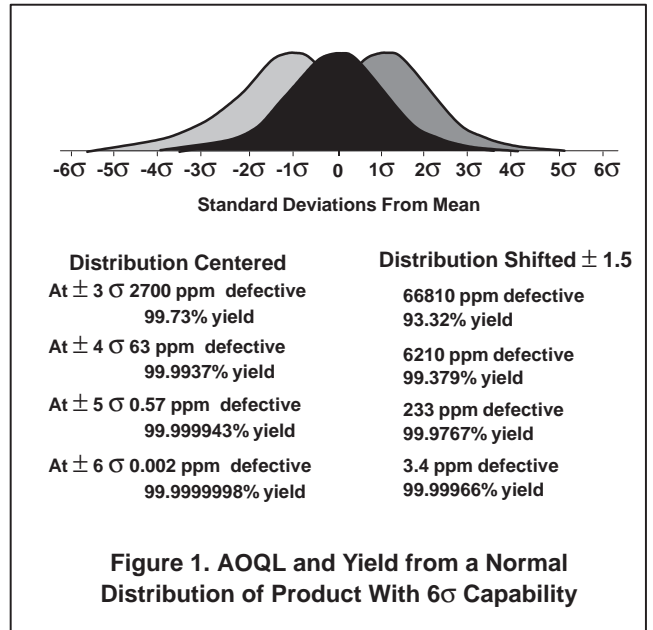 -6σ -5σ -4σ -3σ -2σ -1σ 0 1σ 2σ 3σ 4σ 5σ 6σ
Standard Deviations From Mean
Distribution Centered
At ± 3 σ 2700 ppm defective
99.73% yield
At ± 4 σ 63 ppm defective
99.9937% yield
At ± 5 σ 0.57 ppm defective
99.999943% yield
At ± 6 σ 0.002 ppm defective
99.9999998% yield
Distribution Shifted ± 1.5
66810 ppm defective
93.32% yield
6210 ppm defective
99.379% yield
233 ppm defective
99.9767% yield
3.4 ppm defective
99.99966% yield
Figure 1. AOQL and Yield from a Normal
Distribution of Product With 6σ Capability